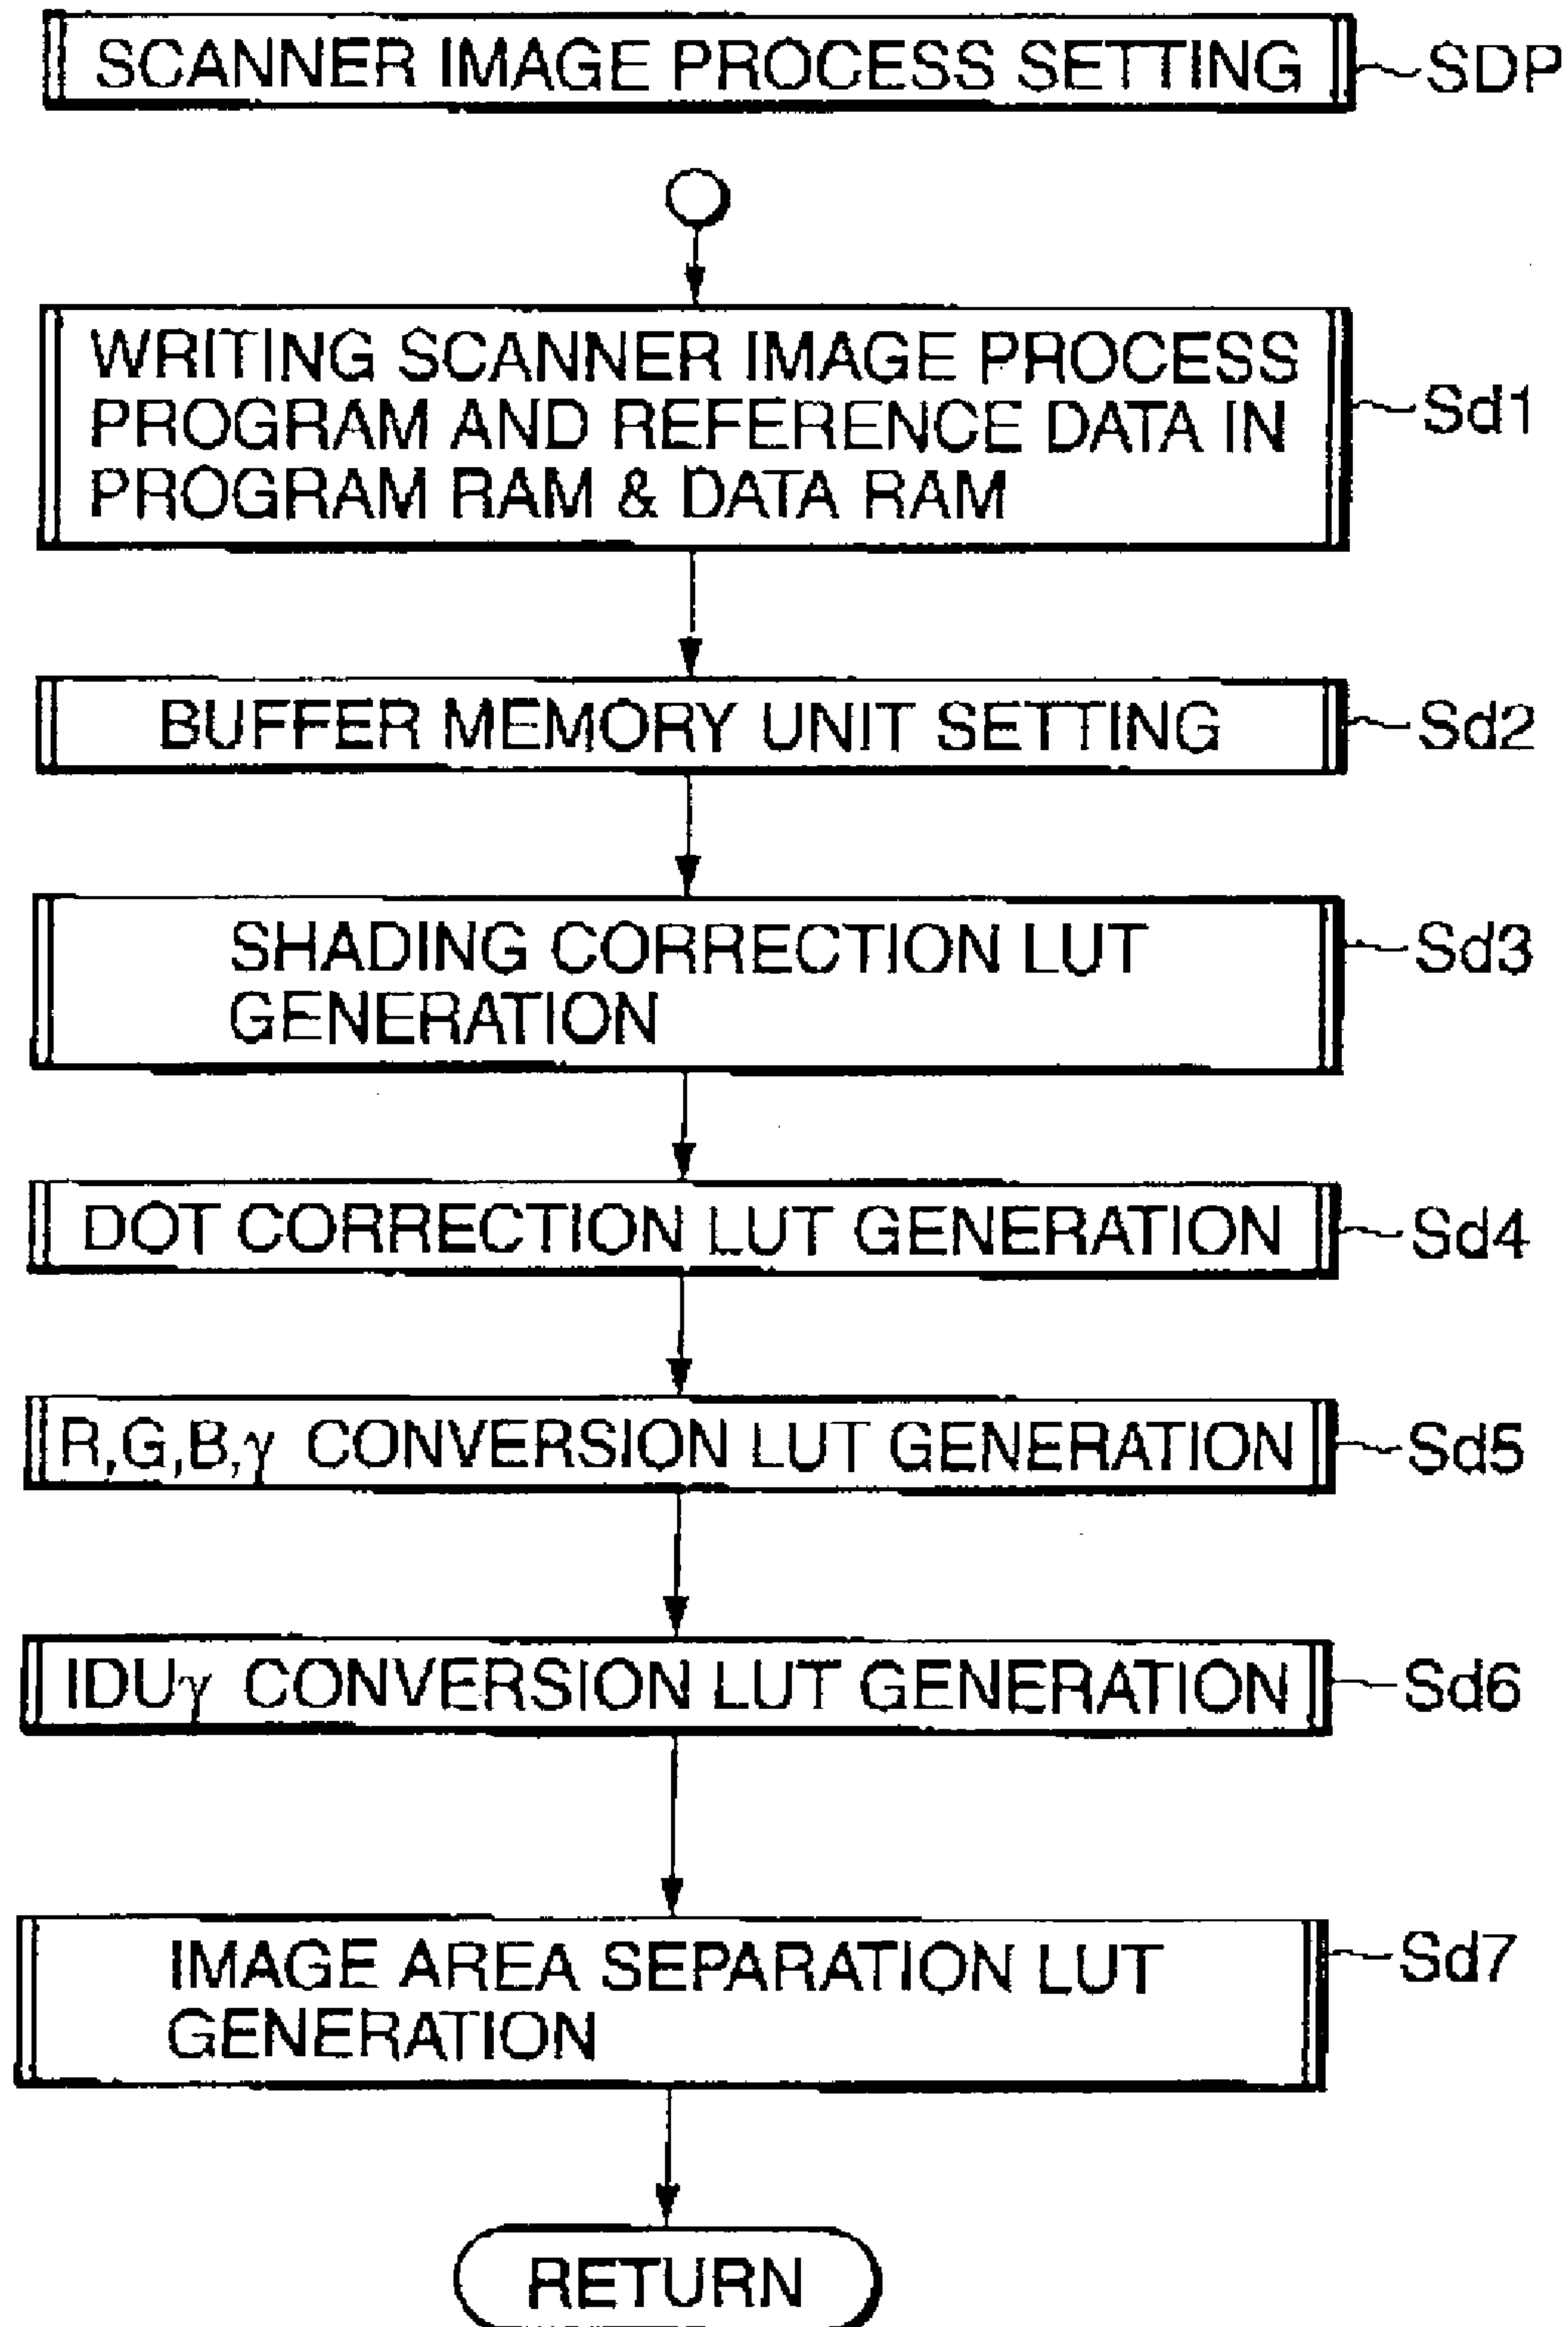 SCANNER IMAGE PROCESS SETTING SDP
WRITING SCANNER IMAGE PROCESS
PROGRAM AND REFERENCE DATA IN Sd1
PROGRAM RAM & DATA RAM
BUFFER MEMORY UNIT SETTING Sd2
SHADING CORRECTION LUT Sd3
GENERATION
DOT CORRECTION LUT GENERATION Sd4
R,G,B,γ CONVERSION LUT GENERATION Sd5
IDUγ CONVERSION LUT GENERATION Sd6
IMAGE AREA SEPARATION LUT Sd7
GENERATION
RETURN